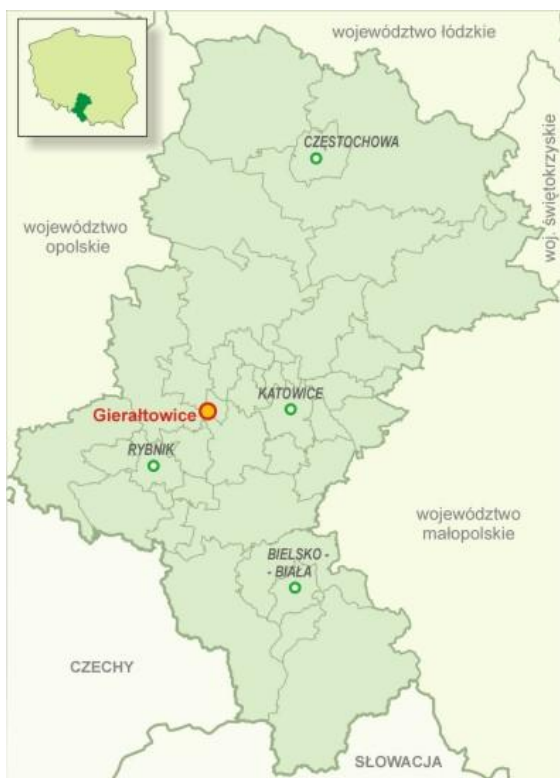 województwo łódzkie
CZĘSTOCHOWA
woj. świętokrzyskie
województwo
opolskie
KATOWICE
Gierałtowice
RYBNIK
województwo
małopolskie
BIELSKO -
- BIAŁA
CZECHY
SŁOWACJA